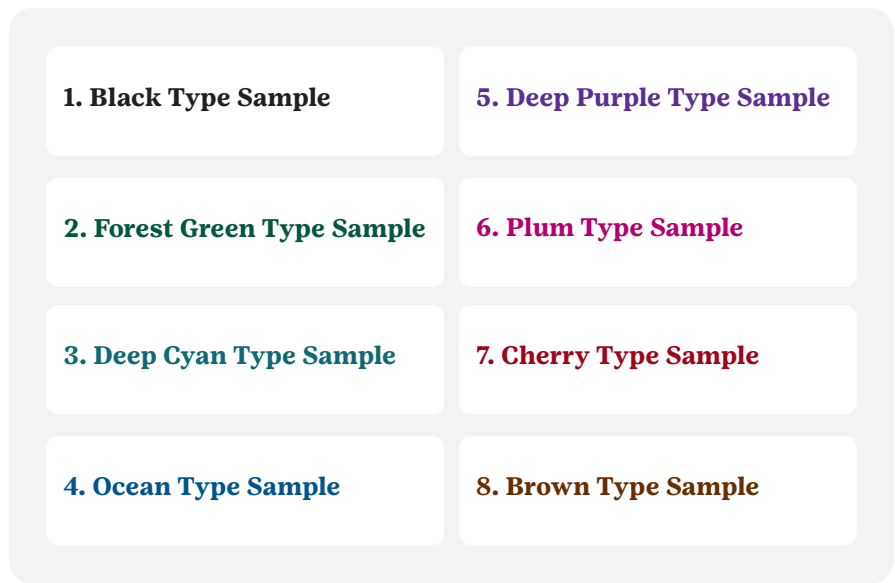 1. Black Type Sample
2. Forest Green Type Sample
3. Deep Cyan Type Sample
4. Ocean Type Sample
5. Deep Purple Type Sample
6. Plum Type Sample
7. Cherry Type Sample
8. Brown Type Sample